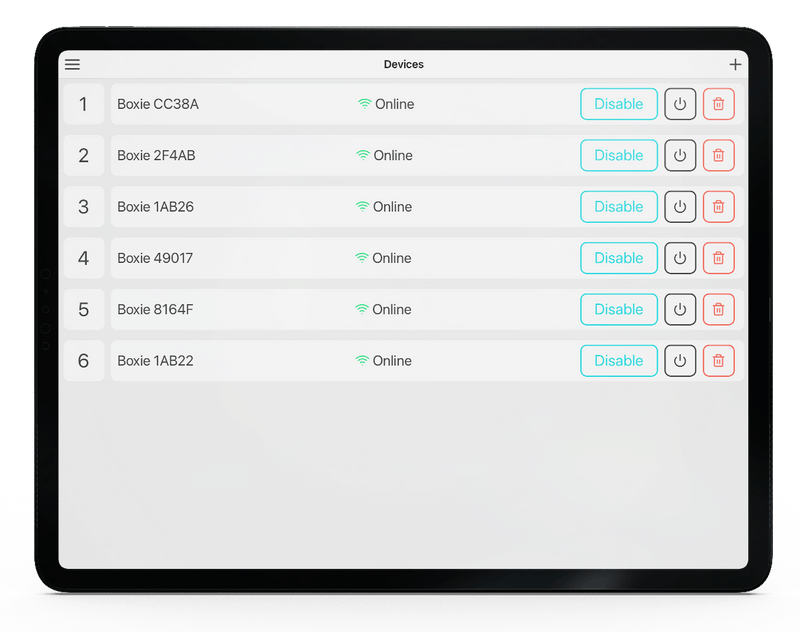 Devices
1 Boxie CC38A Online Disable
2 Boxie 2F4AB Online Disable
3 Boxie 1AB26 Online Disable
4 Boxie 49017 Online Disable
5 Boxie 8164F Online Disable
6 Boxie 1AB22 Online Disable